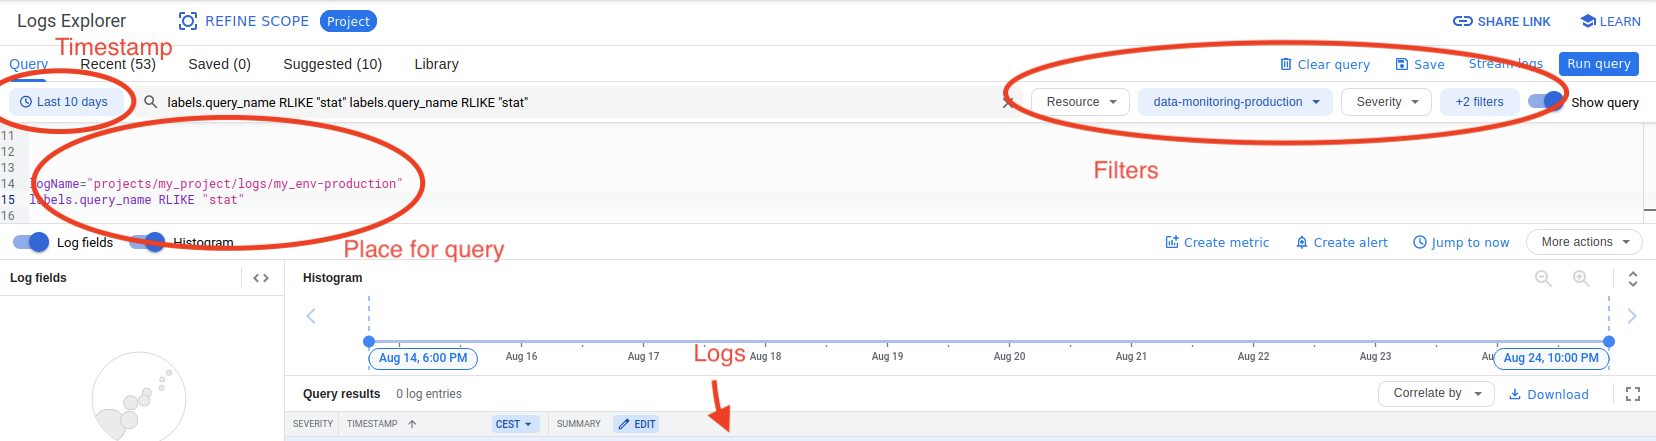 Logs Explorer REFINE SCOPE Project SHARE LINK LEARN
Timestamp
Query Recent (53) Saved (0) Suggested (10) Library Clear query Save Stream logs Run query
Last 10 days labels.query_name RLIKE "stat" labels.query_name RLIKE "stat" Resource data-monitoring-production Severity +2 filters Show query
11
12
13
Filters
14 logName="projects/my_project/logs/my_env-production"
15 labels.query_name RLIKE "stat"
16
Log fields Histogram Create metric Create alert Jump to now More actions
Place for query
Log fields Histogram
Aug 14, 6:00 PM Aug 16 Aug 17 Aug 18 Aug 19 Aug 20 Aug 21 Aug 22 Aug 23 Aug 24, 10:00 PM
Logs
Query results 0 log entries Correlate by Download
SEVERITY TIMESTAMP CEST SUMMARY EDIT